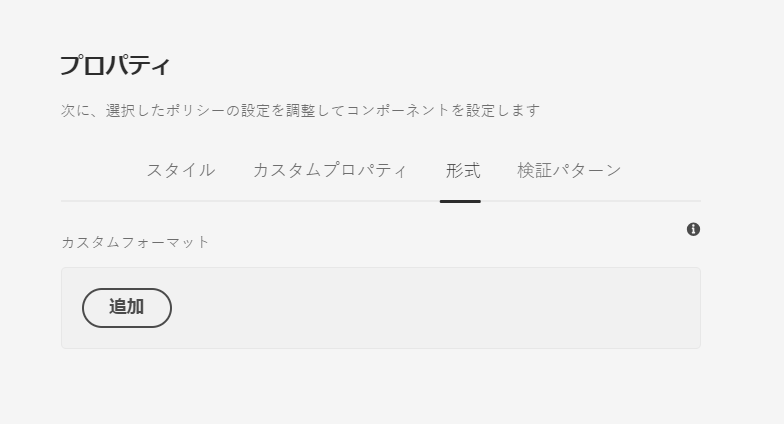 プロパティ
次に、選択したポリシーの設定を調整してコンポーネントを設定します
スタイル カスタムプロパティ 形式 検証パターン
カスタムフォーマット
追加